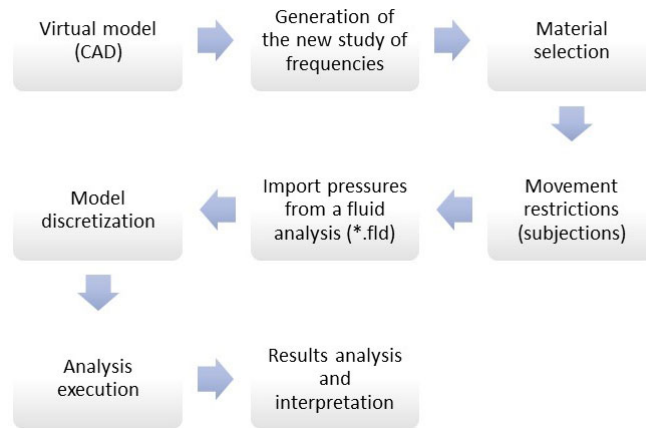 Virtual model
(CAD)
Generation of
the new study of
frequencies
Material
selection
Movement
restrictions
(subjections)
Import pressures
from a fluid
analysis (*.fld)
Model
discretization
Analysis
execution
Results analysis
and
interpretation